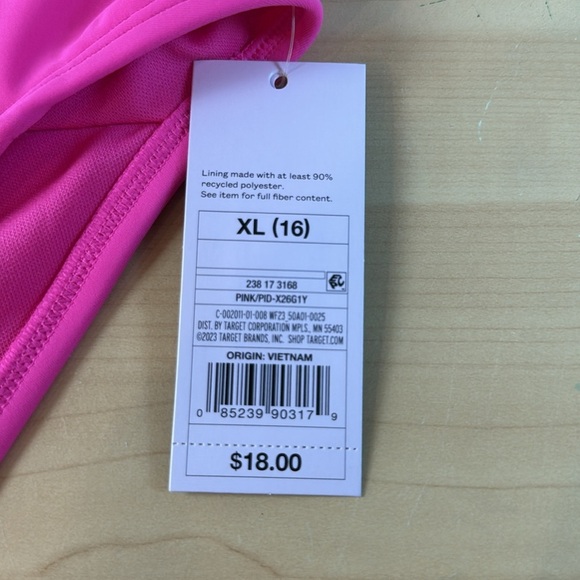 Lining made with at least 90%
recycled polyester.
See item for full fiber content.
XL (16)
238 17 3168
PINK/PID-X26G1Y
C-002011-01-008 WFZ3_50A01-0025
DIST. BY TARGET CORPORATION MPLS., MN 55403
©2023 TARGET BRANDS, INC. SHOP TARGET.COM
ORIGIN: VIETNAM
0 85239 90317 9
$18.00